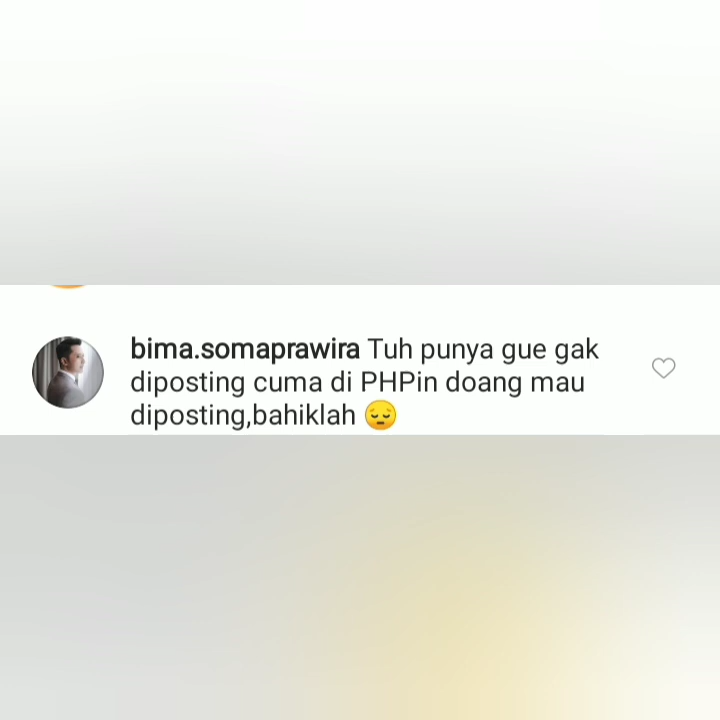 bima.somaprawira Tuh punya gue gak
diposting cuma di PHPin doang mau
diposting,bahiklah 😔